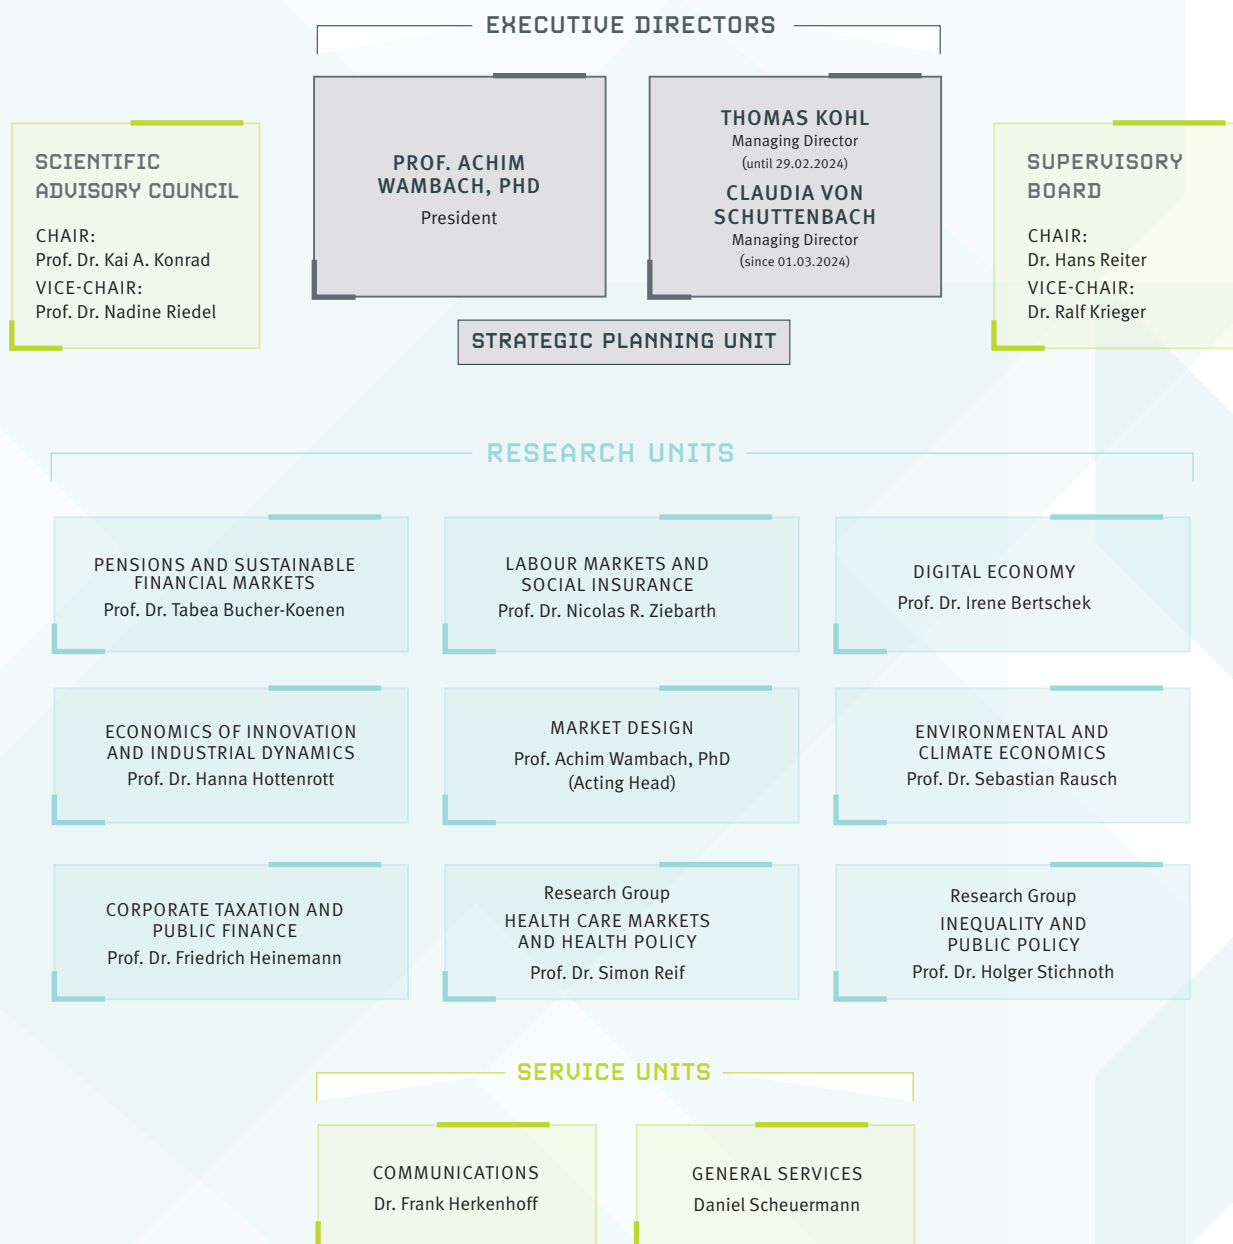 EXECUTIVE DIRECTORS
SCIENTIFIC
ADVISORY COUNCIL
CHAIR:
Prof. Dr. Kai A. Konrad
VICE-CHAIR:
Prof. Dr. Nadine Riedel
PROF. ACHIM
WAMBACH, PHD
President
THOMAS KOHL
Managing Director
(until 29.02.2024)
CLAUDIA VON
SCHUTTENBACH
Managing Director
(since 01.03.2024)
SUPERVISORY
BOARD
CHAIR:
Dr. Hans Reiter
VICE-CHAIR:
Dr. Ralf Krieger
STRATEGIC PLANNING UNIT
RESEARCH UNITS
PENSIONS AND SUSTAINABLE
FINANCIAL MARKETS
Prof. Dr. Tabea Bucher-Koenen
LABOUR MARKETS AND
SOCIAL INSURANCE
Prof. Dr. Nicolas R. Ziebarth
DIGITAL ECONOMY
Prof. Dr. Irene Bertschek
ECONOMICS OF INNOVATION
AND INDUSTRIAL DYNAMICS
Prof. Dr. Hanna Hottenrott
MARKET DESIGN
Prof. Achim Wambach, PhD
(Acting Head)
ENVIRONMENTAL AND
CLIMATE ECONOMICS
Prof. Dr. Sebastian Rausch
CORPORATE TAXATION AND
PUBLIC FINANCE
Prof. Dr. Friedrich Heinemann
Research Group
HEALTH CARE MARKETS
AND HEALTH POLICY
Prof. Dr. Simon Reif
Research Group
INEQUALITY AND
PUBLIC POLICY
Prof. Dr. Holger Stichnoth
SERVICE UNITS
COMMUNICATIONS
Dr. Frank Herkenhoff
GENERAL SERVICES
Daniel Scheuermann